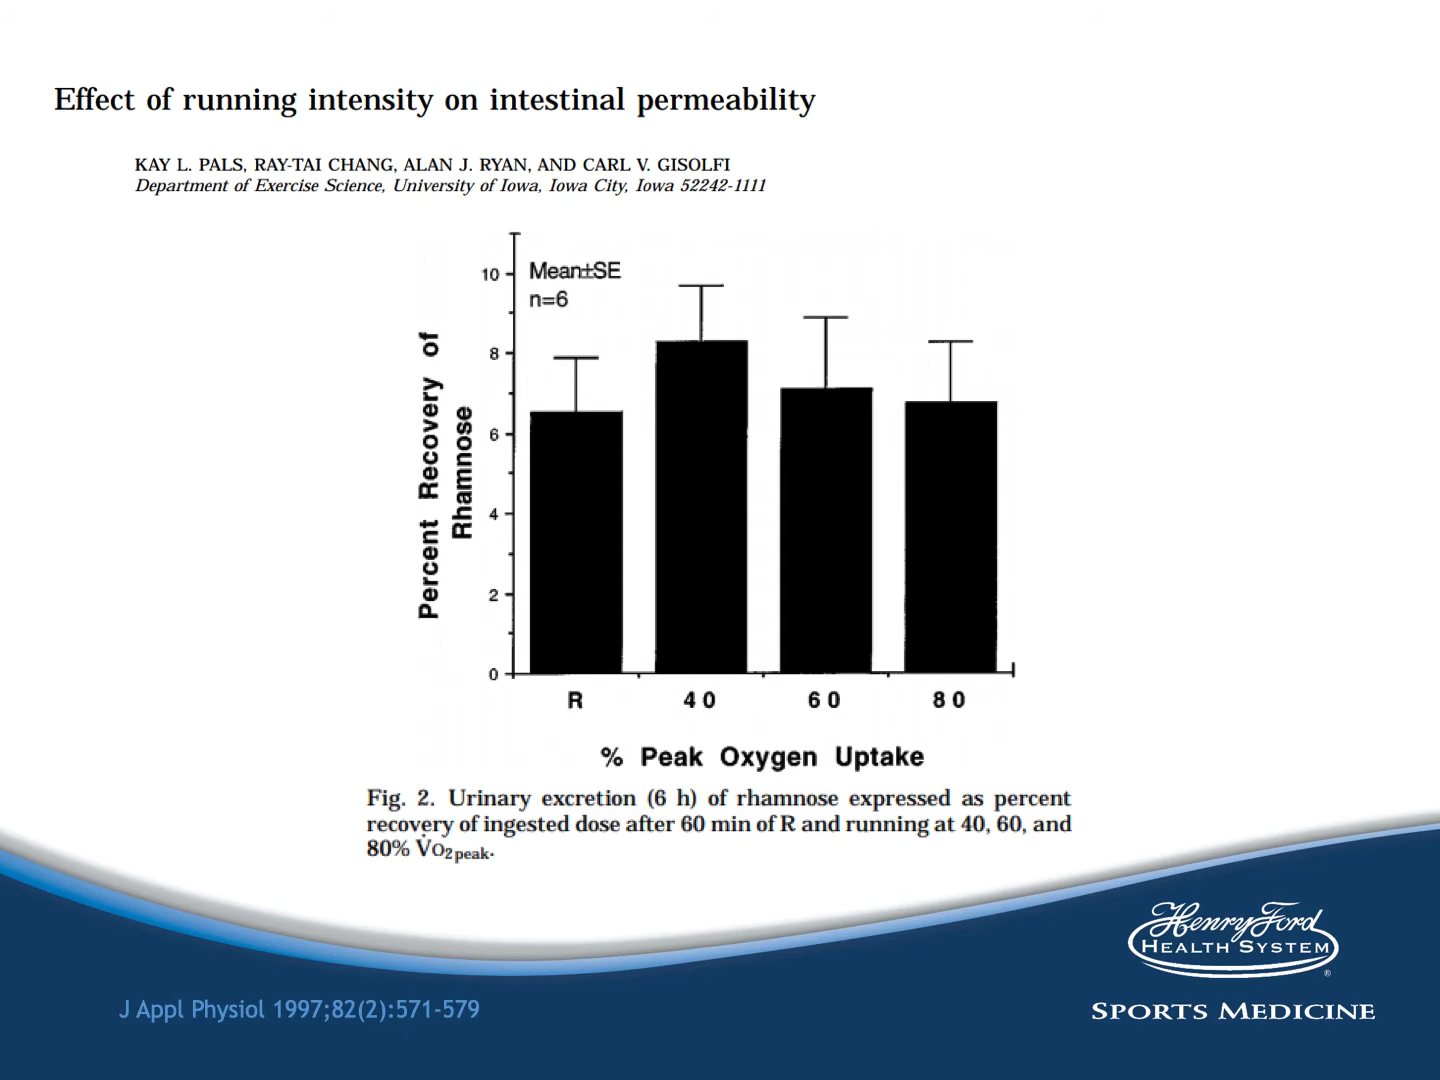 Effect of running intensity on intestinal permeability
KAY L. PALS, RAY-TAI CHANG, ALAN J. RYAN, AND CARL V. GISOLFI
Department of Exercise Science, University of Iowa, Iowa City, Iowa 52242-1111
Mean±SE
n=6
Percent Recovery of
Rhamnose
10
8
6
4
2
0
R 40 60 80
% Peak Oxygen Uptake
Fig. 2. Urinary excretion (6 h) of rhamnose expressed as percent
recovery of ingested dose after 60 min of R and running at 40, 60, and
80% V̇O2peak.
Henry Ford
HEALTH SYSTEM
®
SPORTS MEDICINE
J Appl Physiol 1997;82(2):571-579